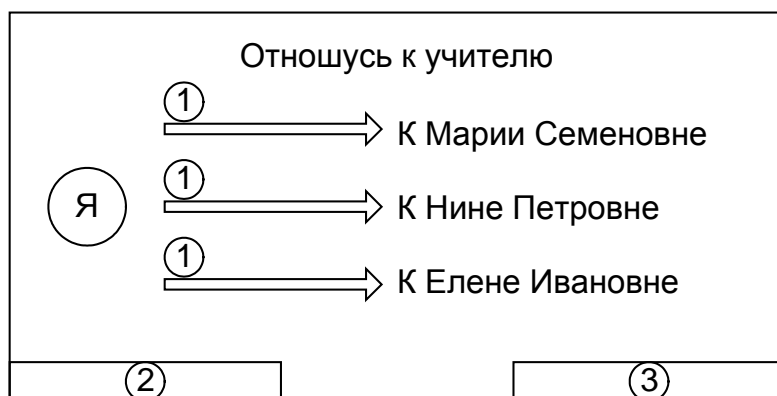 Отношусь к учителю
1
К Марии Семеновне
1
Я
К Нине Петровне
1
К Елене Ивановне
2
3